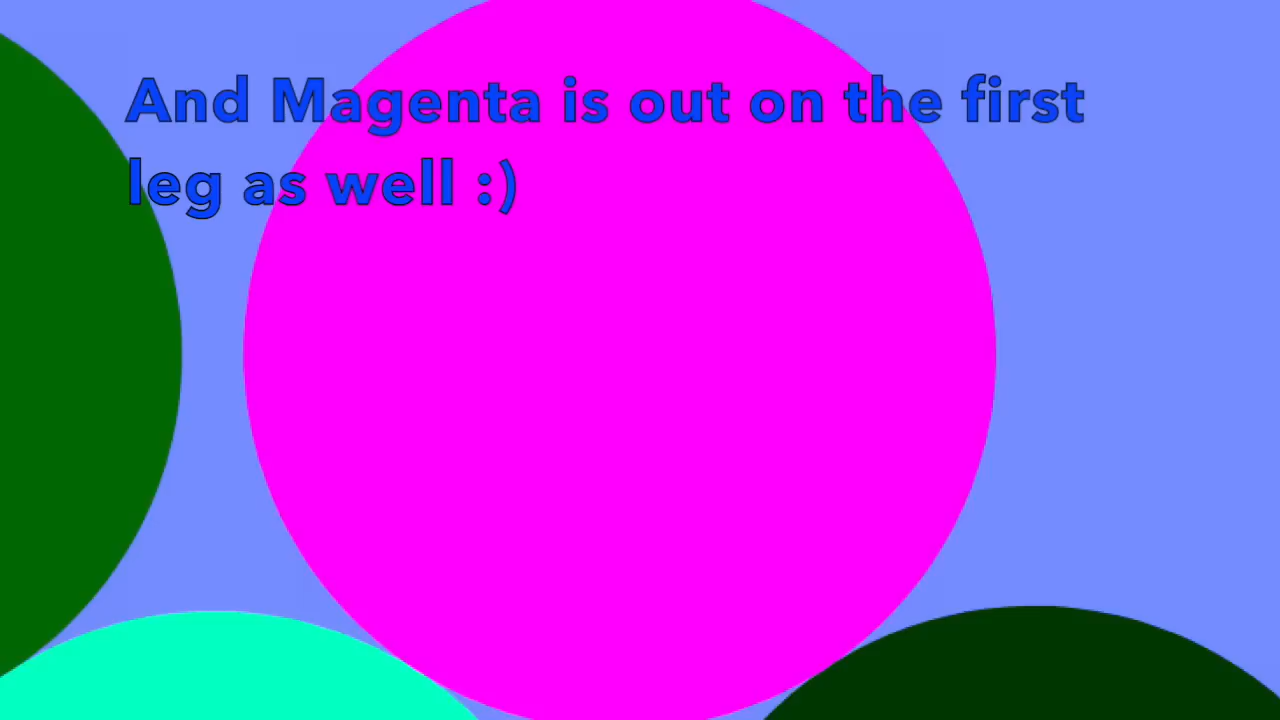 And Magenta is out on the first
leg as well :)